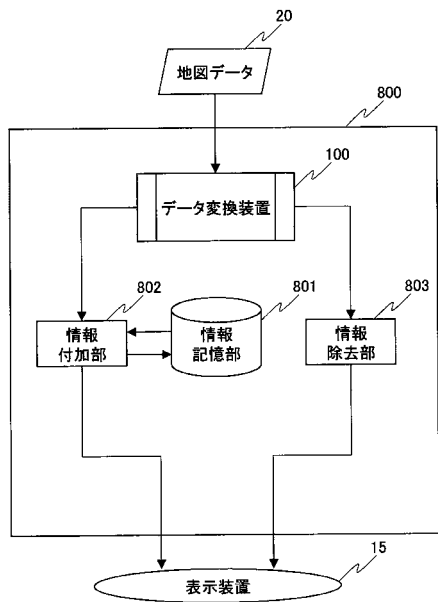 20
地図データ
800
100
データ変換装置
802
801
803
情報
付加部
情報
記憶部
情報
除去部
15
表示装置